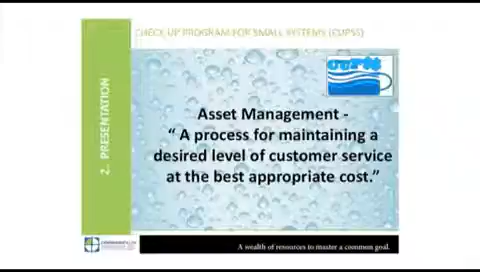 CHECK UP PROGRAM FOR SMALL SYSTEMS (CUPSS)
2. PRESENTATION
Asset Management -
“ A process for maintaining a
desired level of customer service
at the best appropriate cost.”
A wealth of resources to master a common goal.